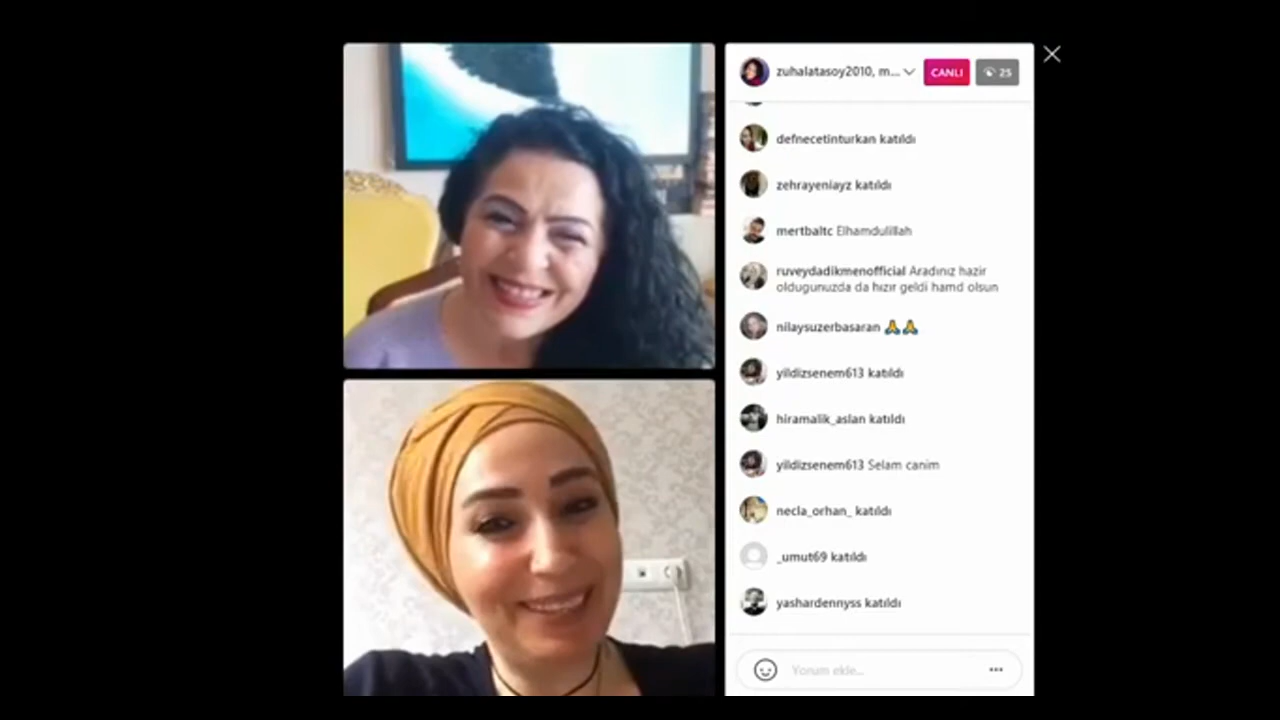 zuhalatasoy2010, m...
CANLI
25
defnecetinturkan katıldı
zehrayeniayz katıldı
mertbaltc Elhamdulillah
ruveydadikmenofficial Aradınız hazir
oldugunuzda da hızır geldi hamd olsun
nilaysuzerbasaran 🙏🙏
yildizsenem613 katıldı
hiramalik_aslan katıldı
yildizsenem613 Selam canim
necla_orhan_ katıldı
_umut69 katıldı
yashardennyss katıldı
Yorum ekle...